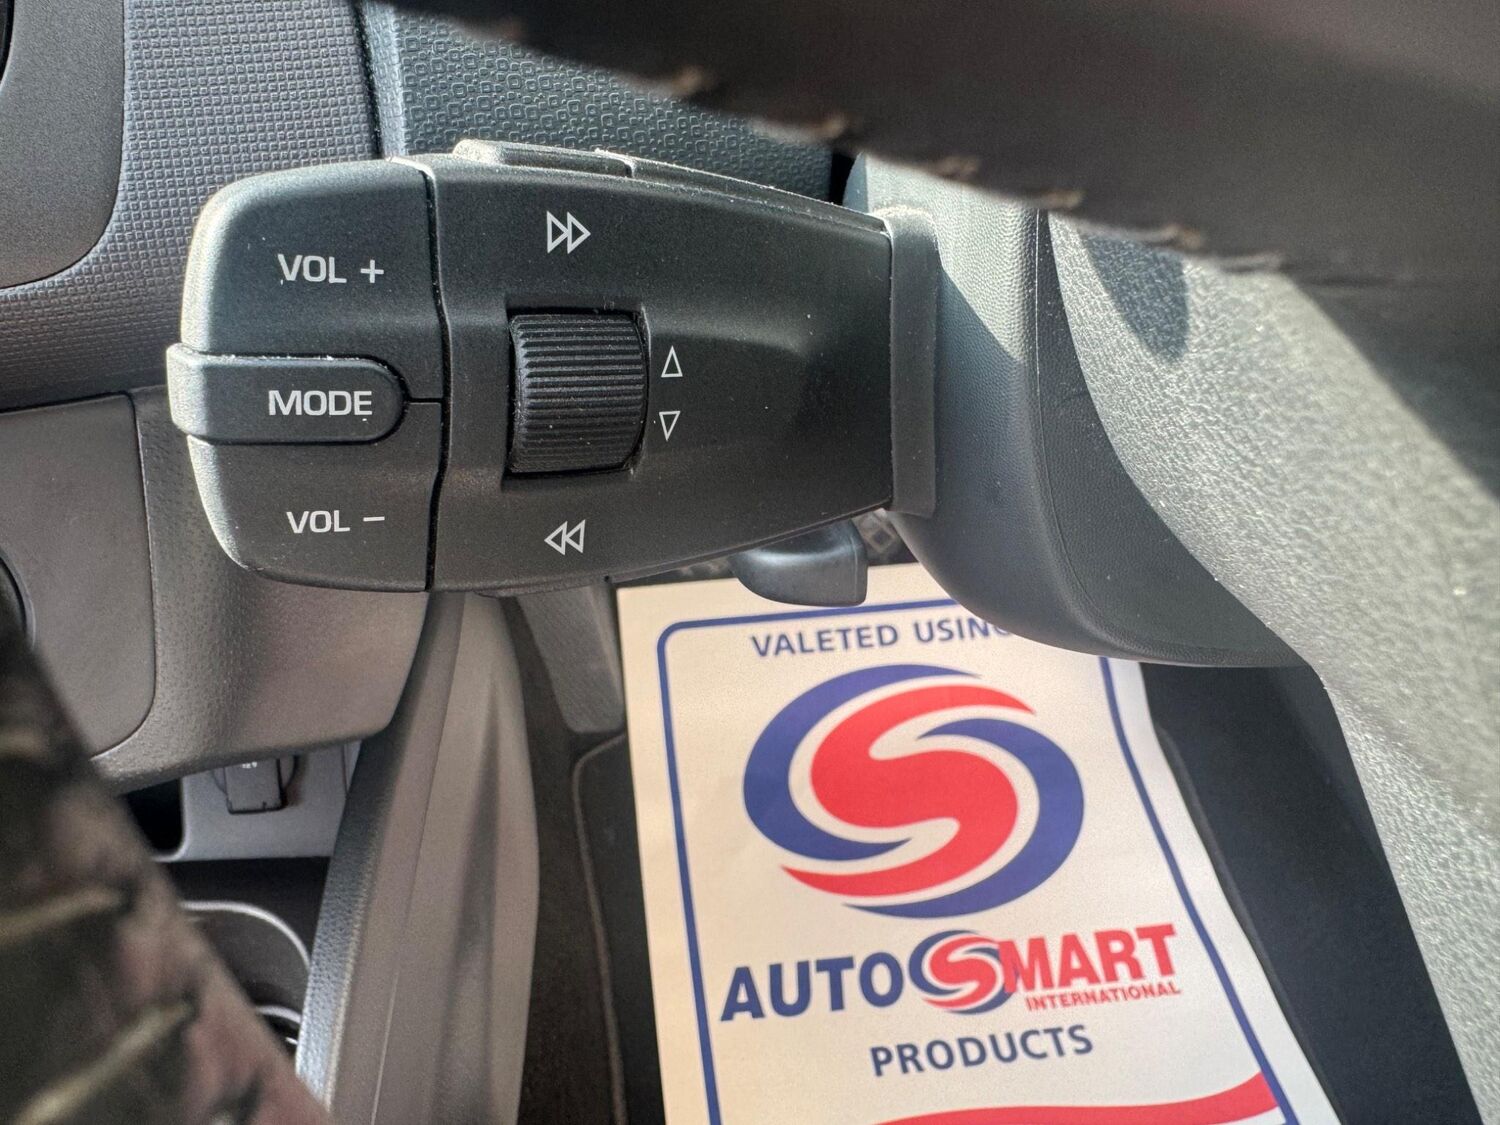 VOL +
MODE
VOL −
VALETED USING
AUTOSMART
INTERNATIONAL
PRODUCTS